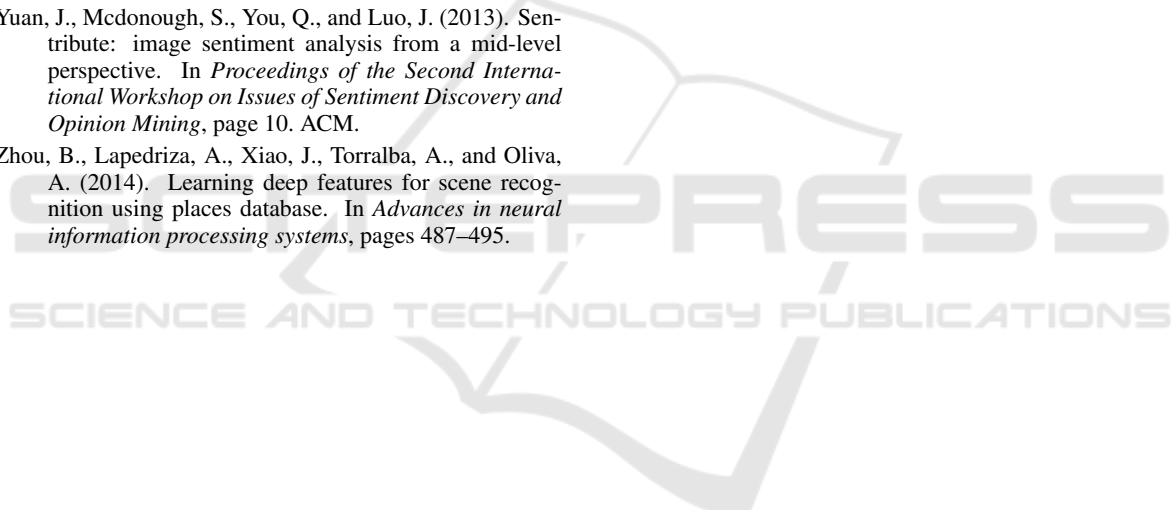 Yuan, J., Mcdonough, S., You, Q., and Luo, J. (2013). Sen-
tribute: image sentiment analysis from a mid-level
perspective. In Proceedings of the Second Interna-
tional Workshop on Issues of Sentiment Discovery and
Opinion Mining, page 10. ACM.
Zhou, B., Lapedriza, A., Xiao, J., Torralba, A., and Oliva,
A. (2014). Learning deep features for scene recog-
nition using places database. In Advances in neural
information processing systems, pages 487–495.
SCITEPRESS
SCIENCE AND TECHNOLOGY PUBLICATIONS